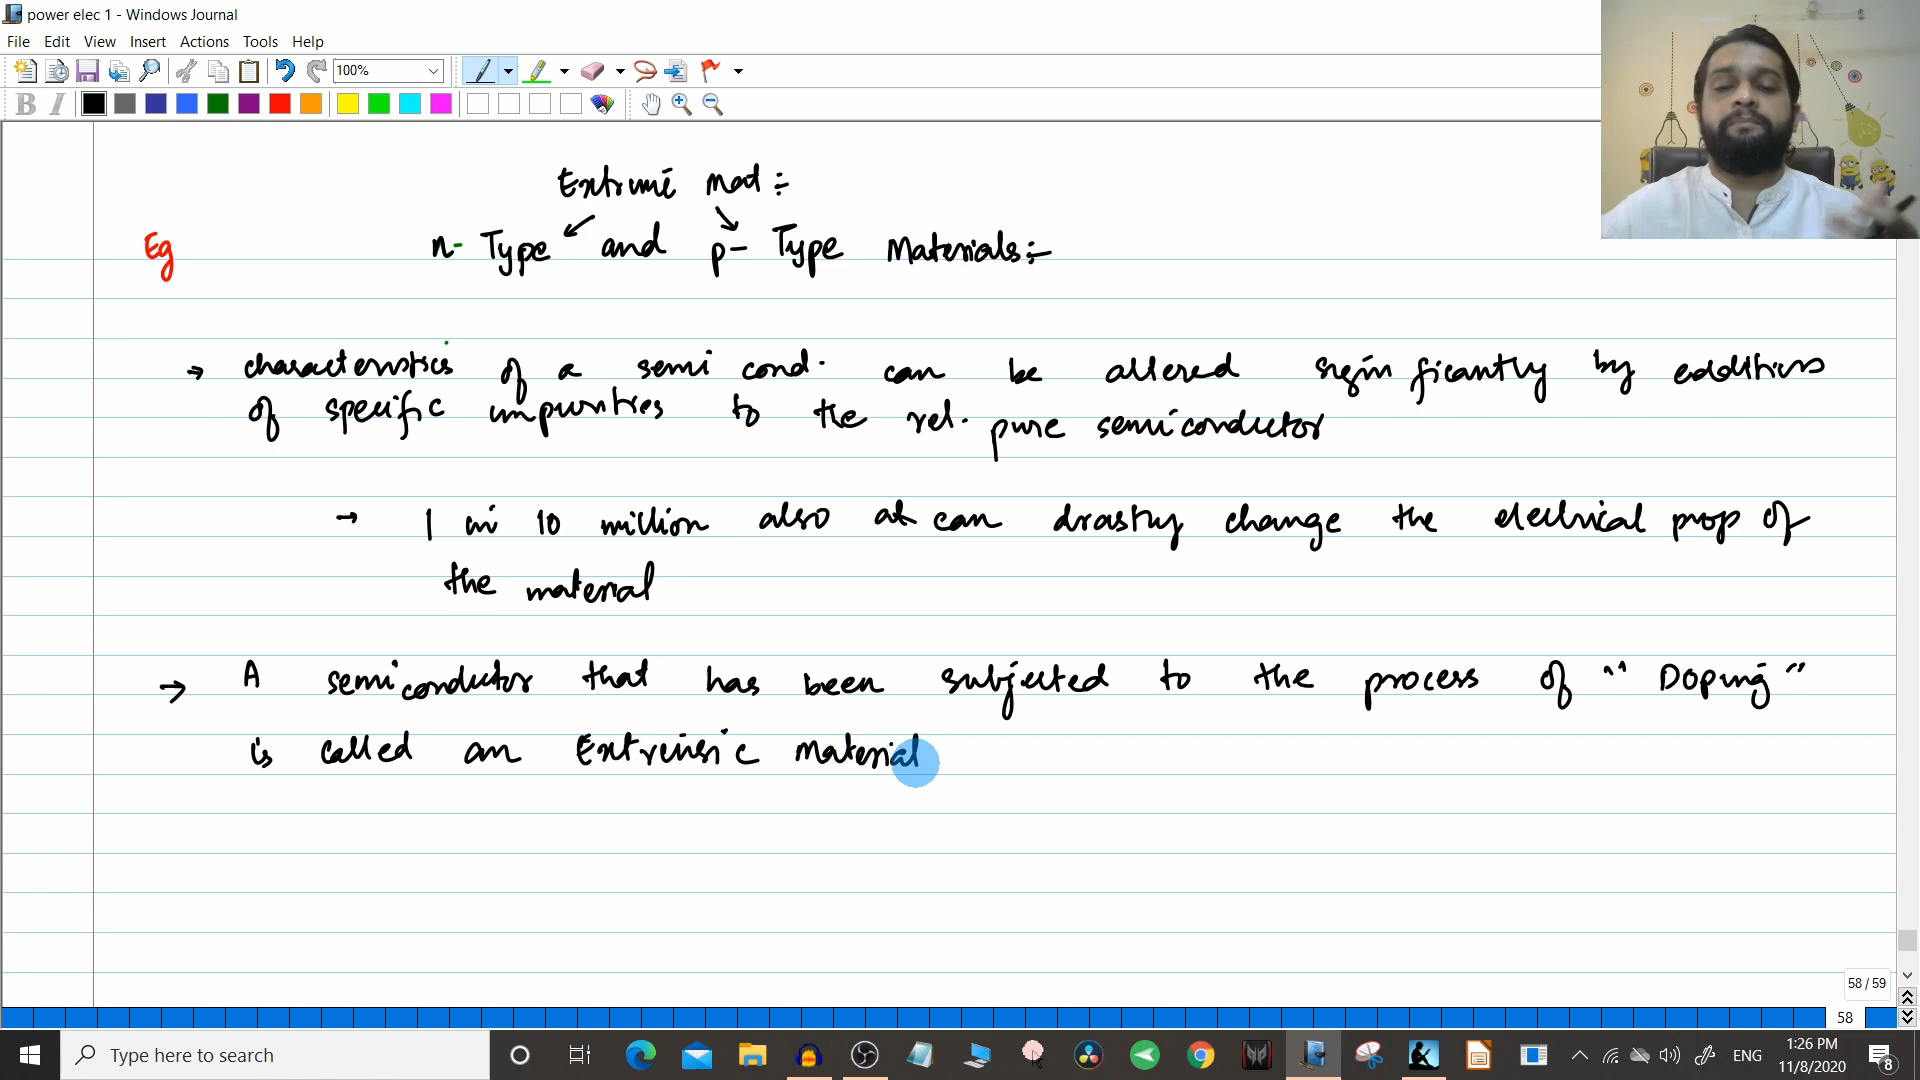 power elec 1 - Windows Journal
File Edit View Insert Actions Tools Help
100%
B I
Mat :-
Eg n- Type and p- Type Materials :-
→ characteristics of a semi cond. can be altered significantly by additions
of specific impurities to the rel. pure semiconductor
→ 1 in 10 million also can drasty change the electrical prop of
the material
→ A semiconductor that has been subjected to the process of "Doping"
is called an Extrinsic Material
58 / 59
58
Type here to search
ENG
1:26 PM
11/8/2020
8